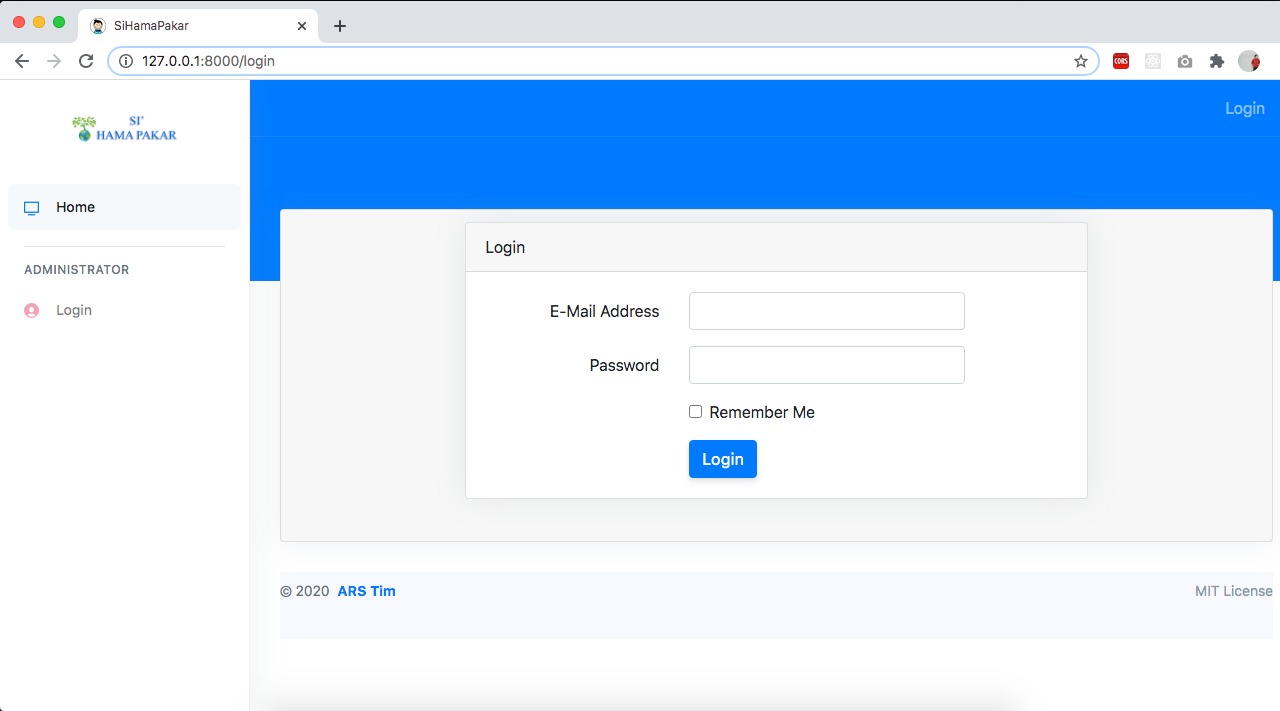 SiHamaPakar
127.0.0.1:8000/login
CORS
SI'
HAMA PAKAR
Login
Home
ADMINISTRATOR
Login
Login
E-Mail Address
Password
Remember Me
Login
© 2020 ARS Tim
MIT License